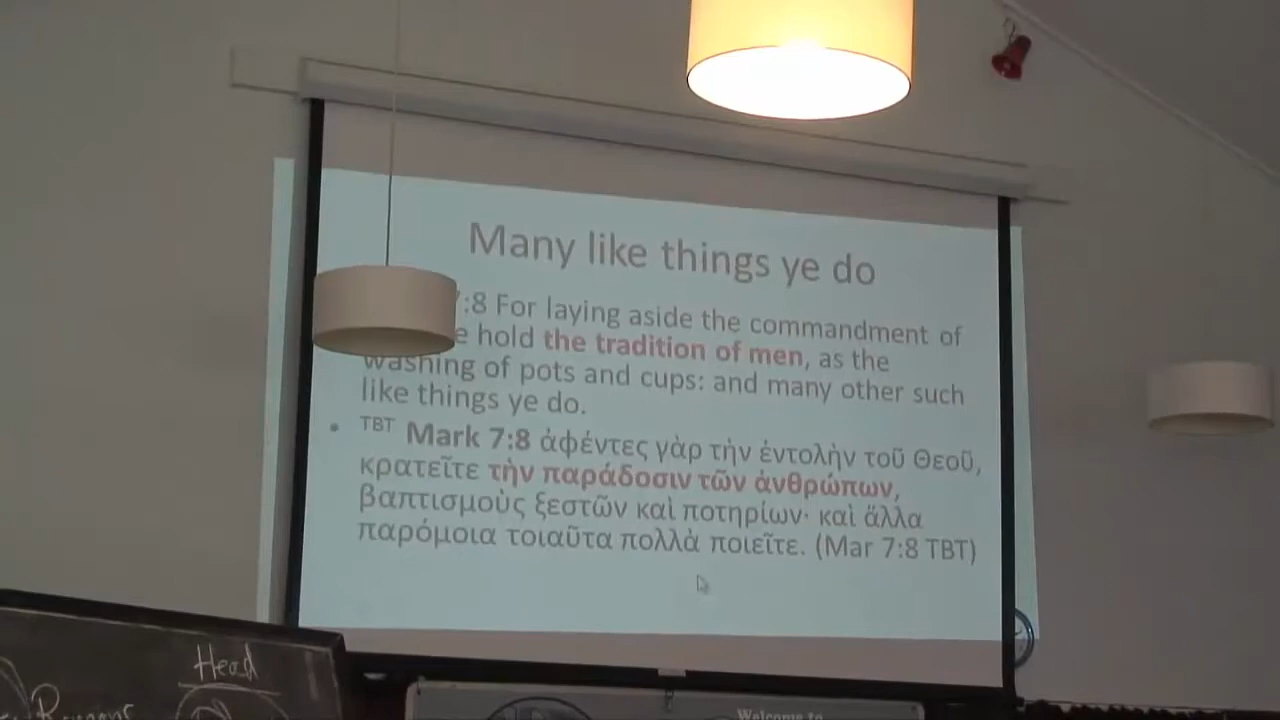 Many like things ye do
7:8 For laying aside the commandment of
e hold the tradition of men, as the
washing of pots and cups: and many other such
like things ye do.
• TBT Mark 7:8 ἀφέντες γὰρ τὴν ἐντολὴν τοῦ Θεοῦ,
κρατεῖτε τὴν παράδοσιν τῶν ἀνθρώπων,
βαπτισμοὺς ξεστῶν καὶ ποτηρίων· καὶ ἄλλα
παρόμοια τοιαῦτα πολλὰ ποιεῖτε. (Mar 7:8 TBT)
Head
Welcome to